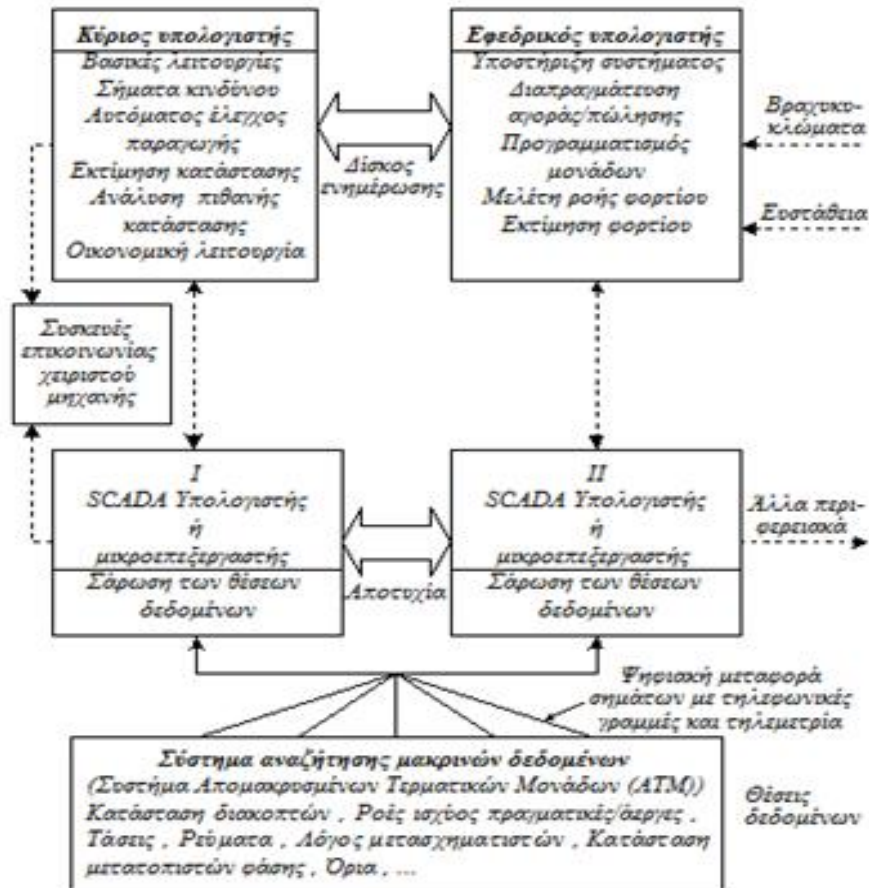 Κύριος υπολογιστής
Βασικές λειτουργίες
Σήματα κινδύνου
Αυτόματος έλεγχος
παραγωγής
Εκτίμηση κατάστασης
Ανάλυση πιθανής
κατάστασης
Οικονομική λειτουργία
Δίσκος
ενημέρωσης
Εφεδρικός υπολογιστής
Υποστήριξη συστήματος
Διαπραγμάτευση
αγοράς/πώλησης
Προγραμματισμός
μονάδων
Μελέτη ροής φορτίου
Εκτίμηση φορτίου
Βραχυκυ-
κλώματα
Ευστάθεια
Συσκευές
επικοινωνίας
χειριστού
μηχανής
I
SCADA Υπολογιστής
ή
μικροεπεξεργαστής
Σάρωση των θέσεων
δεδομένων
Αποτυχία
II
SCADA Υπολογιστής
ή
μικροεπεξεργαστής
Σάρωση των θέσεων
δεδομένων
Άλλα περι-
φερειακά
Ψηφιακή μεταφορά
σημάτων με τηλεφωνικές
γραμμές και τηλεμετρία
Σύστημα αναζήτησης μακρινών δεδομένων
(Συστήμα Απομακρυσμένων Τερματικών Μονάδων (ΑΤΜ))
Κατάσταση διακοπτών , Ροές ισχύος πραγματικές/άεργες ,
Τάσεις , Ρεύματα , Λόγος μετασχηματιστών , Κατάσταση
μετατοπιστών φάσης , Όρια , ...
Θέσεις
δεδομένων